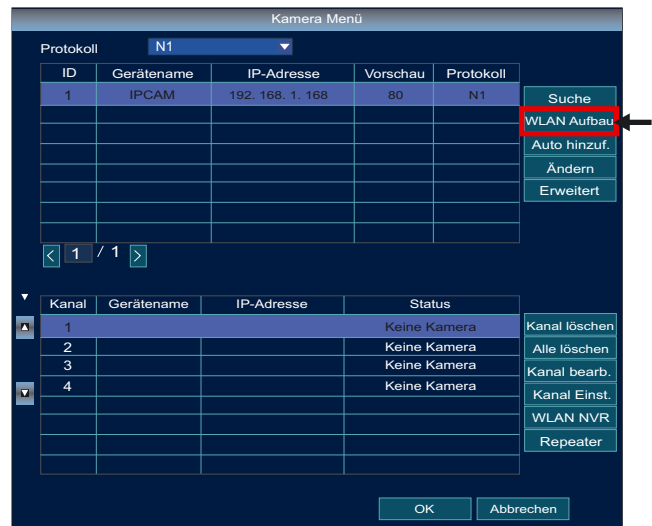 Kamera Menü
Protokoll N1
ID Gerätename IP-Adresse Vorschau Protokoll
1 IPCAM 192. 168. 1. 168 80 N1
Suche
WLAN Aufbau
Auto hinzuf.
Ändern
Erweitert
< 1 / 1 >
Kanal Gerätename IP-Adresse Status
1 Keine Kamera
2 Keine Kamera
3 Keine Kamera
4 Keine Kamera
Kanal löschen
Alle löschen
Kanal bearb.
Kanal Einst.
WLAN NVR
Repeater
OK Abbrechen